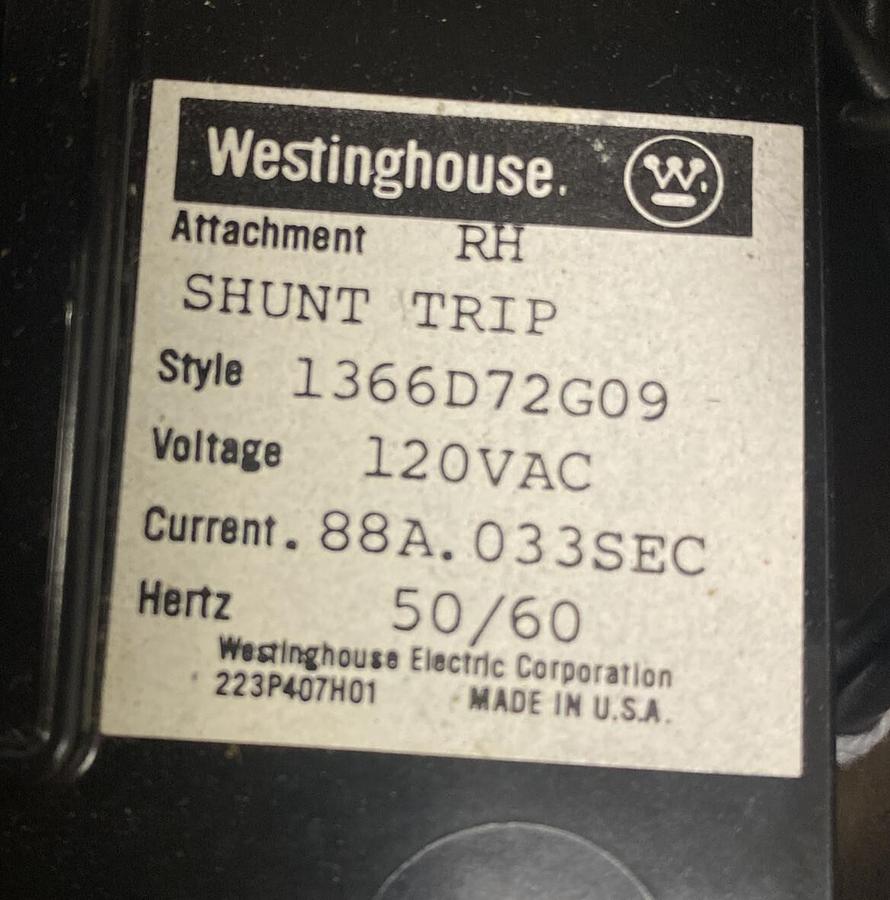 Westinghouse. W
Attachment RH
SHUNT TRIP
Style 1366D72G09
Voltage 120VAC
Current .88A.033SEC
Hertz 50/60
Westinghouse Electric Corporation
223P407H01 MADE IN U.S.A.